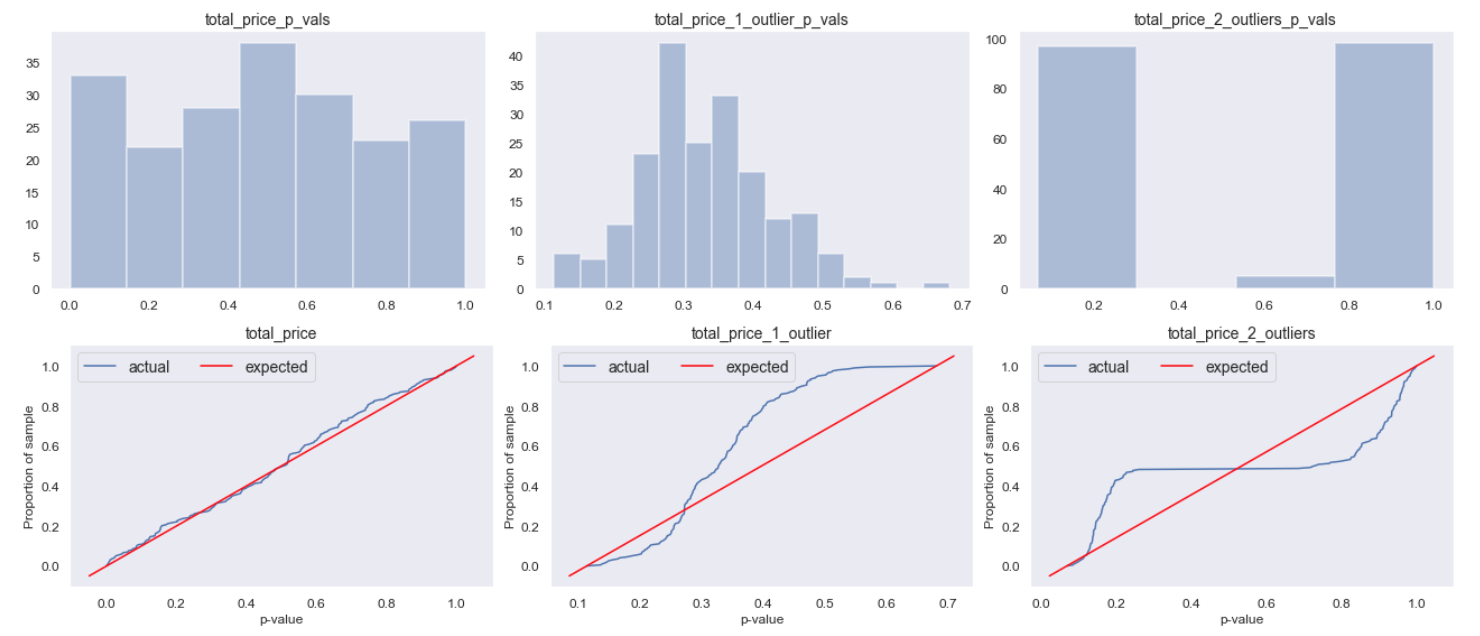 total_price_p_vals
35
30
25
20
15
10
5
0
0.0 0.2 0.4 0.6 0.8 1.0
total_price_1_outlier_p_vals
40
35
30
25
20
15
10
5
0
0.1 0.2 0.3 0.4 0.5 0.6 0.7
total_price_2_outliers_p_vals
100
80
60
40
20
0
0.2 0.4 0.6 0.8 1.0
total_price
actual expected
Proportion of sample
1.0
0.8
0.6
0.4
0.2
0.0
0.0 0.2 0.4 0.6 0.8 1.0
p-value
total_price_1_outlier
actual expected
Proportion of sample
1.0
0.8
0.6
0.4
0.2
0.0
0.1 0.2 0.3 0.4 0.5 0.6 0.7
p-value
total_price_2_outliers
actual expected
Proportion of sample
1.0
0.8
0.6
0.4
0.2
0.0
0.0 0.2 0.4 0.6 0.8 1.0
p-value